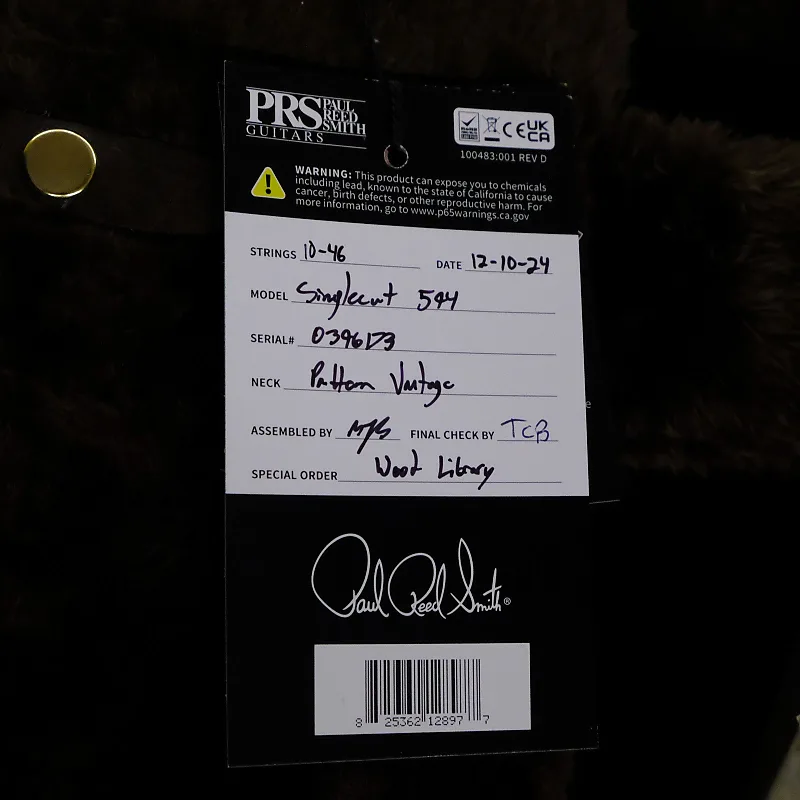 PRS PAUL REED SMITH
GUITARS
CE UK CA
100483:001 REV D
WARNING: This product can expose you to chemicals
including lead, known to the state of California to cause
cancer, birth defects, or other reproductive harm. For
more information, go to www.p65warnings.ca.gov
STRINGS 10-46 DATE 12-10-24
MODEL Singlecut 594
SERIAL# 0396173
NECK Pattern Vintage
ASSEMBLED BY FINAL CHECK BY TCB
SPECIAL ORDER Wood Library
Paul Reed Smith®
8 25362 12897 7